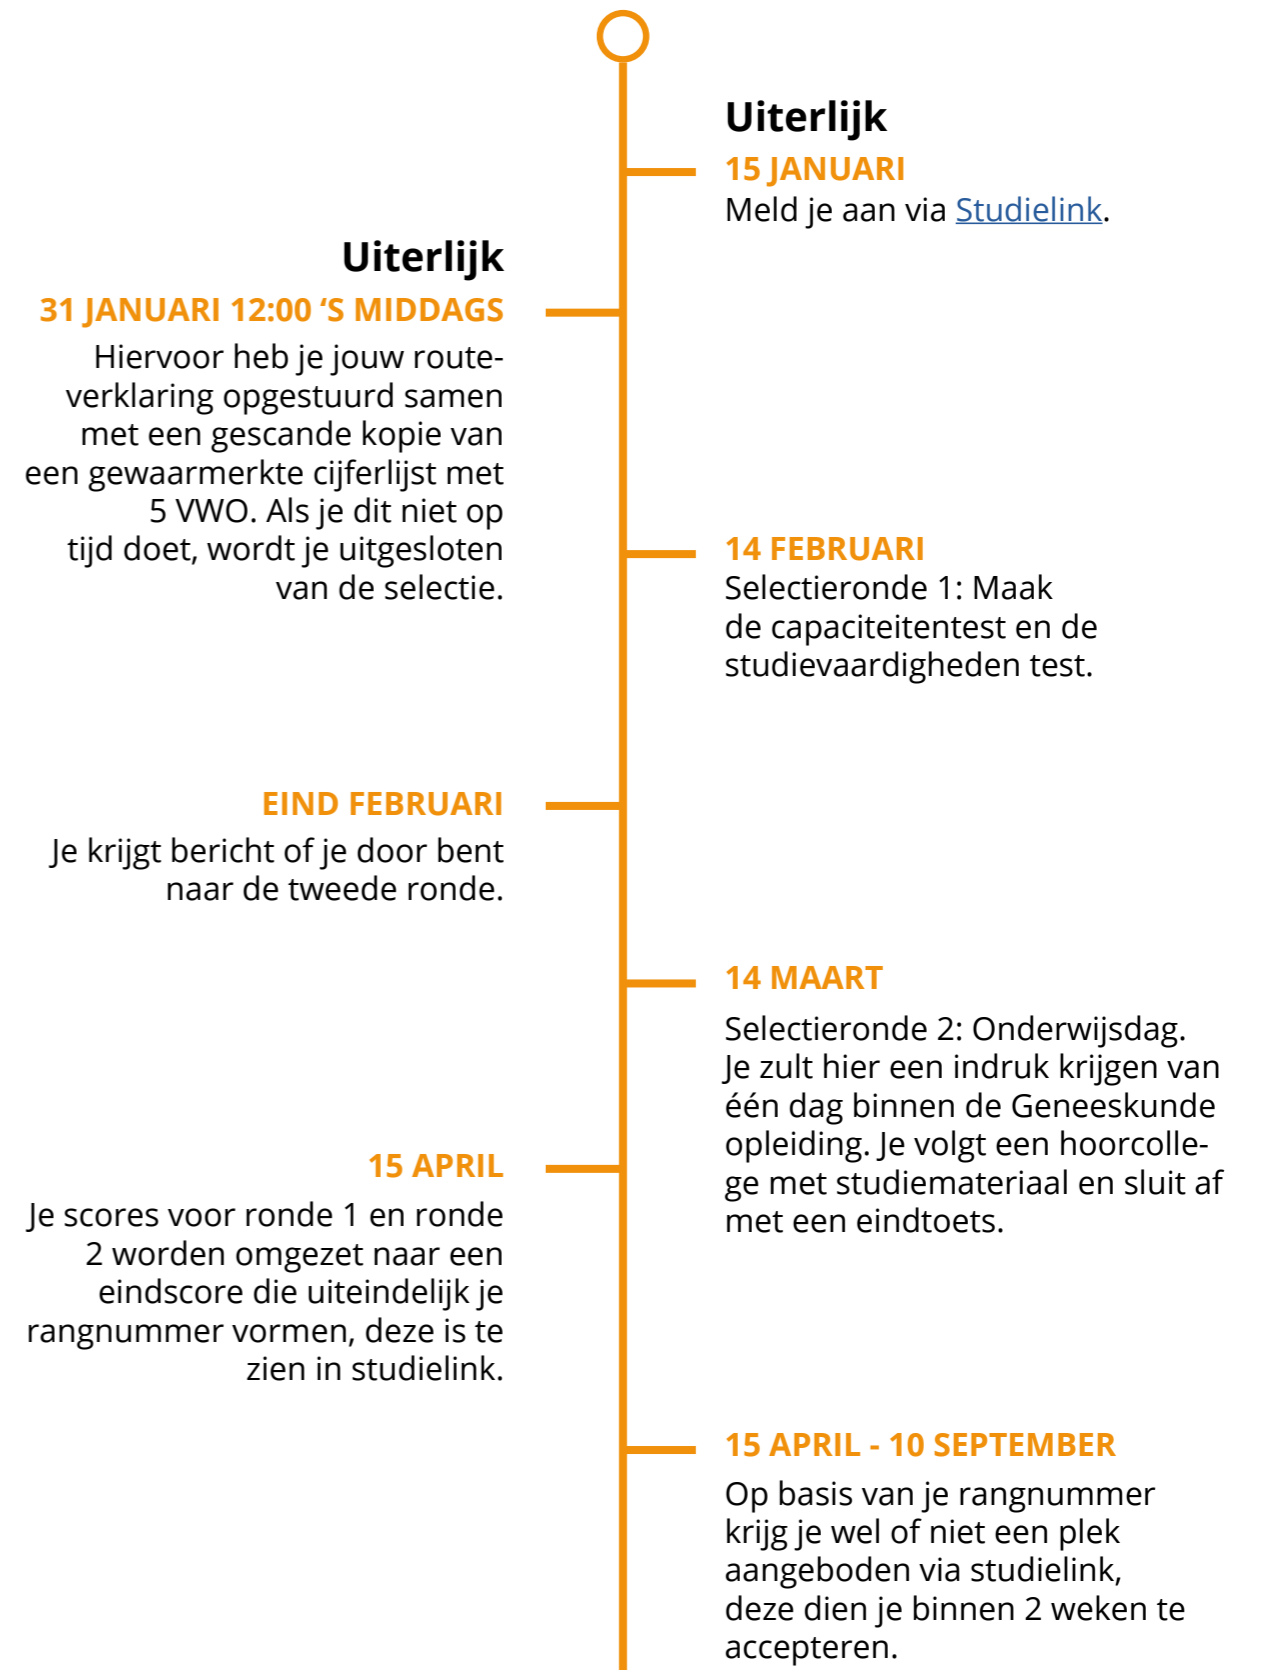 Uiterlijk
15 JANUARI
Meld je aan via Studielink.
Uiterlijk
31 JANUARI 12:00 ‘S MIDDAGS
Hiervoor heb je jouw route-
verklaring opgestuurd samen
met een gescande kopie van
een gewaarmerkte cijferlijst met
5 VWO. Als je dit niet op
tijd doet, wordt je uitgesloten
van de selectie.
14 FEBRUARI
Selectieronde 1: Maak
de capaciteitentest en de
studievaardigheden test.
EIND FEBRUARI
Je krijgt bericht of je door bent
naar de tweede ronde.
14 MAART
Selectieronde 2: Onderwijsdag.
Je zult hier een indruk krijgen van
één dag binnen de Geneeskunde
opleiding. Je volgt een hoorcolle-
ge met studiemateriaal en sluit af
met een eindtoets.
15 APRIL
Je scores voor ronde 1 en ronde
2 worden omgezet naar een
eindscore die uiteindelijk je
rangnummer vormen, deze is te
zien in studielink.
15 APRIL - 10 SEPTEMBER
Op basis van je rangnummer
krijg je wel of niet een plek
aangeboden via studielink,
deze dien je binnen 2 weken te
accepteren.